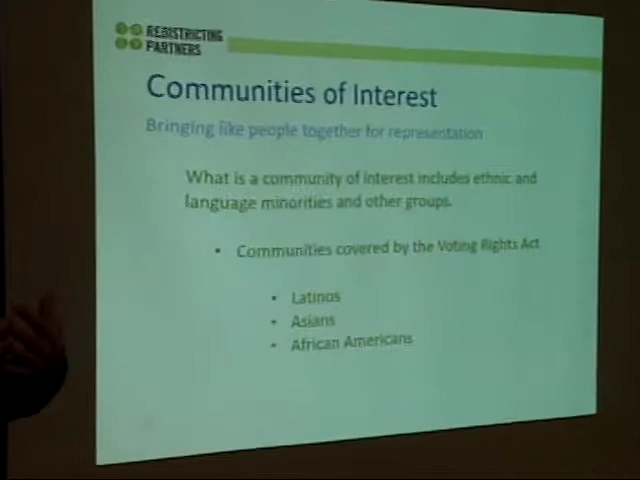 REDISTRICTING
PARTNERS
Communities of Interest
Bringing like people together for representation
What is a community of interest includes ethnic and
language minorities and other groups.
• Communities covered by the Voting Rights Act
• Latinos
• Asians
• African Americans